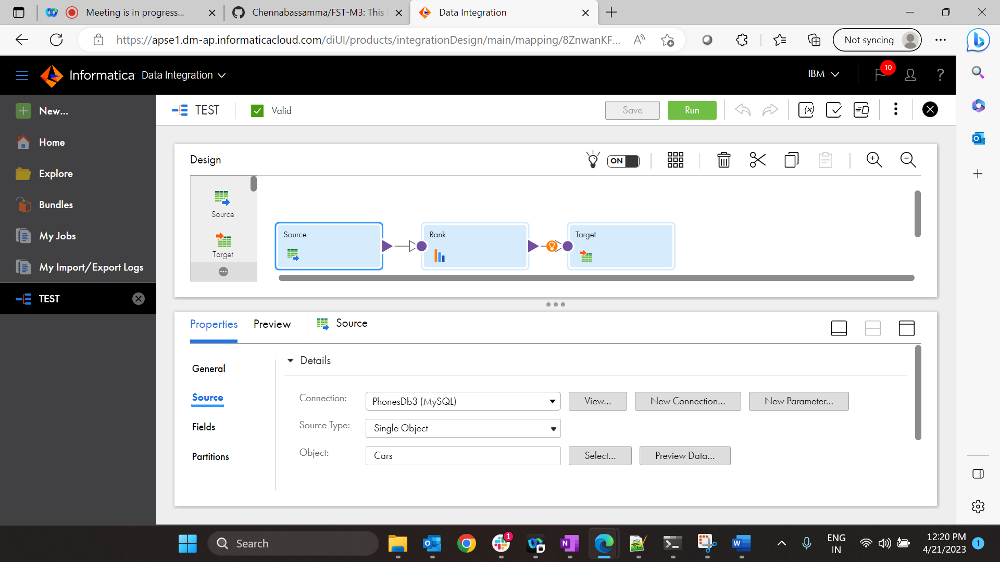 Meeting is in progress...
Chennabassamma/FST-M3: This i
Data Integration
https://apse1.dm-ap.informaticacloud.com/diUI/products/integrationDesign/main/mapping/8ZnwanKF...
Not syncing
Informatica Data Integration
IBM
10
?
New...
Home
Explore
Bundles
My Jobs
My Import/Export Logs
TEST
TEST
Valid
Save
Run
Design
ON
Source
Target
Source
Rank
Target
Properties
Preview
Source
General
Source
Fields
Partitions
Details
Connection:
PhonesDb3 (MySQL)
View...
New Connection...
New Parameter...
Source Type:
Single Object
Object:
Cars
Select...
Preview Data...
Search
1
ENG
IN
12:20 PM
4/21/2023
1